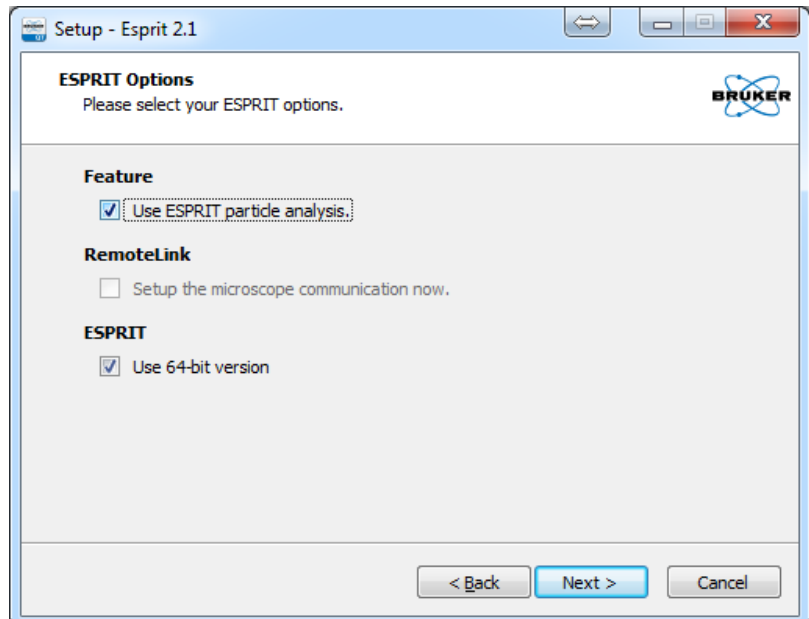 Setup - Esprit 2.1
ESPRIT Options
Please select your ESPRIT options.
BRUKER
Feature
Use ESPRIT particle analysis.
RemoteLink
Setup the microscope communication now.
ESPRIT
Use 64-bit version
< Back
Next >
Cancel